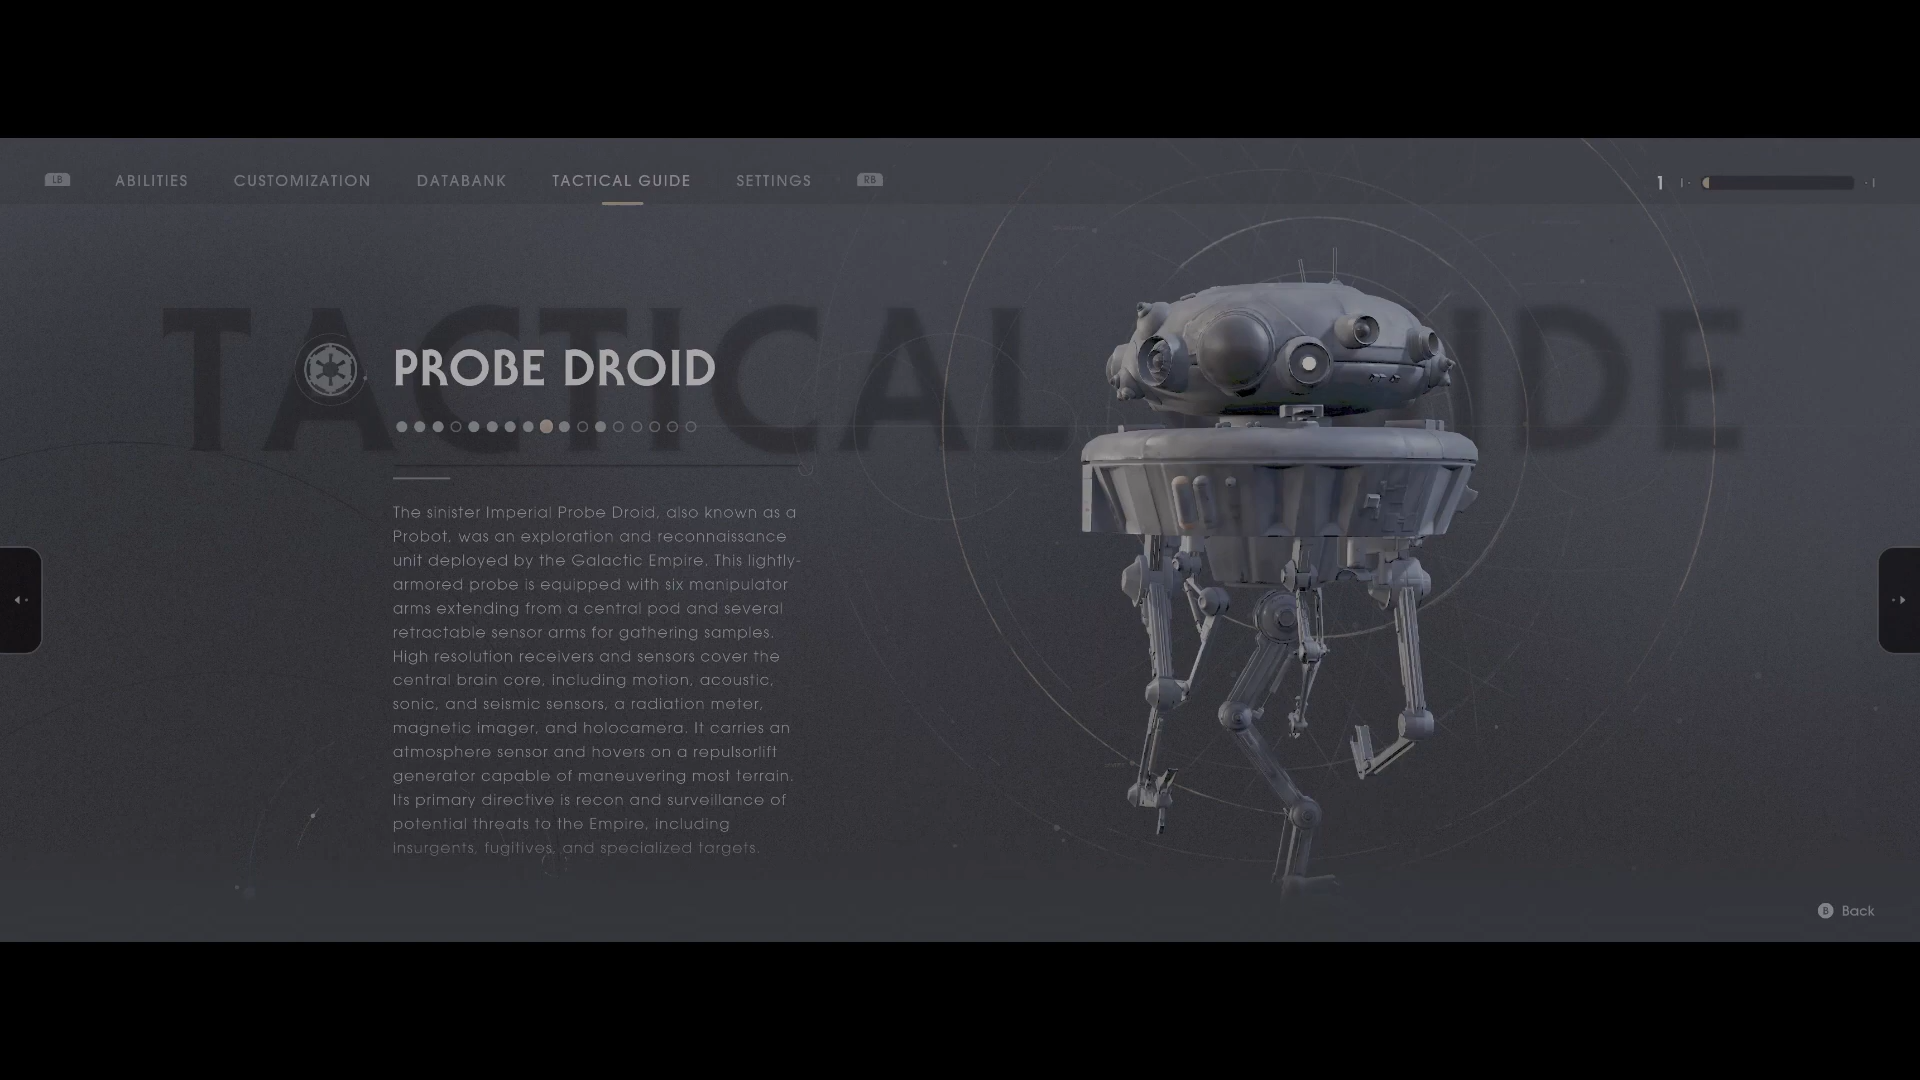 LB ABILITIES CUSTOMIZATION DATABANK TACTICAL GUIDE SETTINGS RB 1
TACTICAL GUIDE
PROBE DROID
The sinister Imperial Probe Droid, also known as a
Probot, was an exploration and reconnaissance
unit deployed by the Galactic Empire. This lightly-
armored probe is equipped with six manipulator
arms extending from a central pod and several
retractable sensor arms for gathering samples.
High resolution receivers and sensors cover the
central brain core, including motion, acoustic,
sonic, and seismic sensors, a radiation meter,
magnetic imager, and holocamera. It carries an
atmosphere sensor and hovers on a repulsorlift
generator capable of maneuvering most terrain.
Its primary directive is recon and surveillance of
potential threats to the Empire, including
insurgents, fugitives, and specialized targets.
B Back